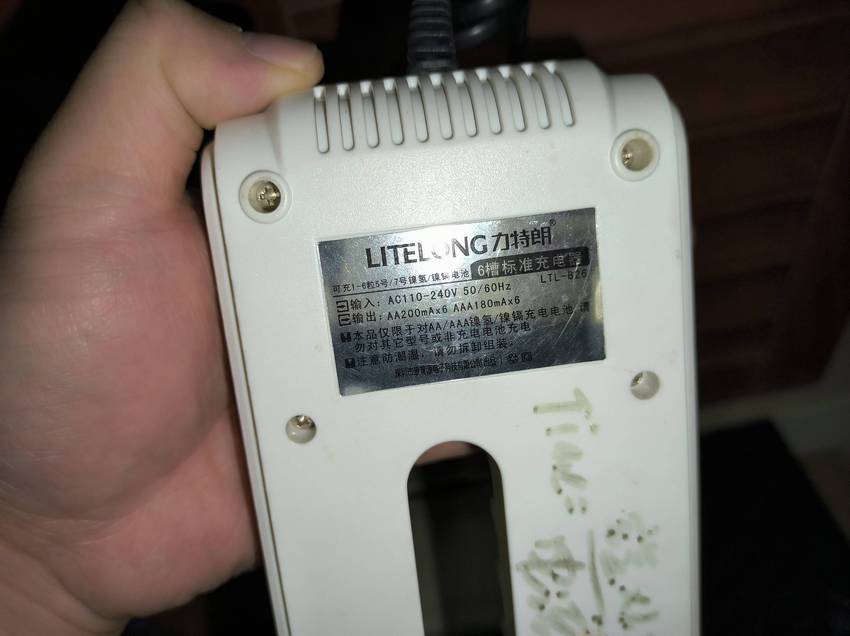 LITELONG力特朗®
可充1-6粒5号/7号镍氢/镍镉电池 6槽标准充电器
LTL-B26
输入：AC110-240V 50/60Hz
输出：AA200mAx6 AAA180mAx6
本品仅限于对AA/AAA镍氢/镍镉充电电池 请
勿对其它型号或非充电电池充电
注意防潮湿，请勿拆卸组装。
Time=